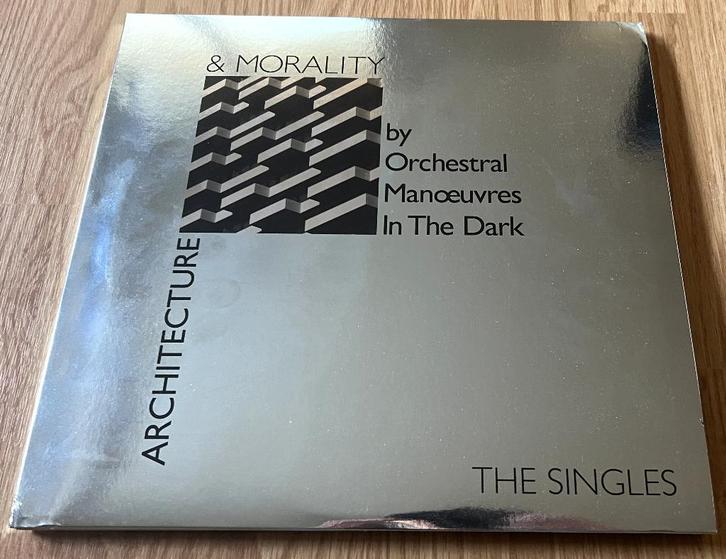 ARCHITECTURE
& MORALITY
by
Orchestral
Manœuvres
In The Dark
THE SINGLES